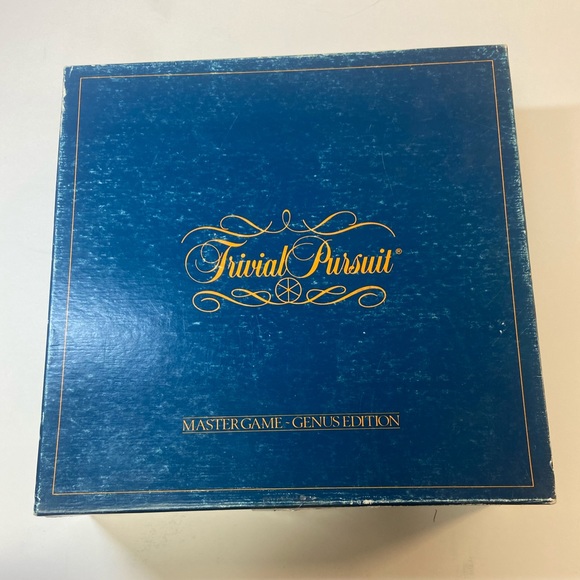 Trivial Pursuit®
MASTER GAME - GENUS EDITION